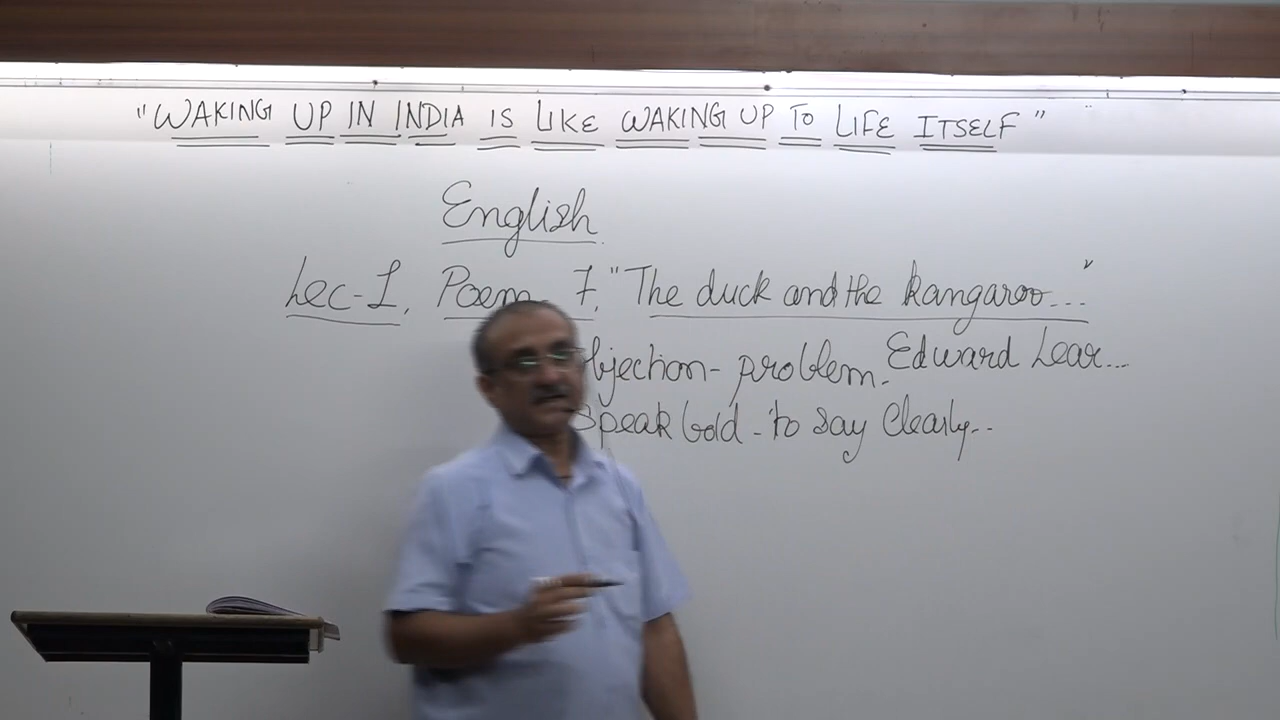 "WAKING UP IN INDIA IS LIKE WAKING UP TO LIFE ITSELF"
English
Lec-1, Poem 7, "The duck and the kangaroo..."
Edward Lear...
bjection - problem.
Speak bold - to say Clearly..